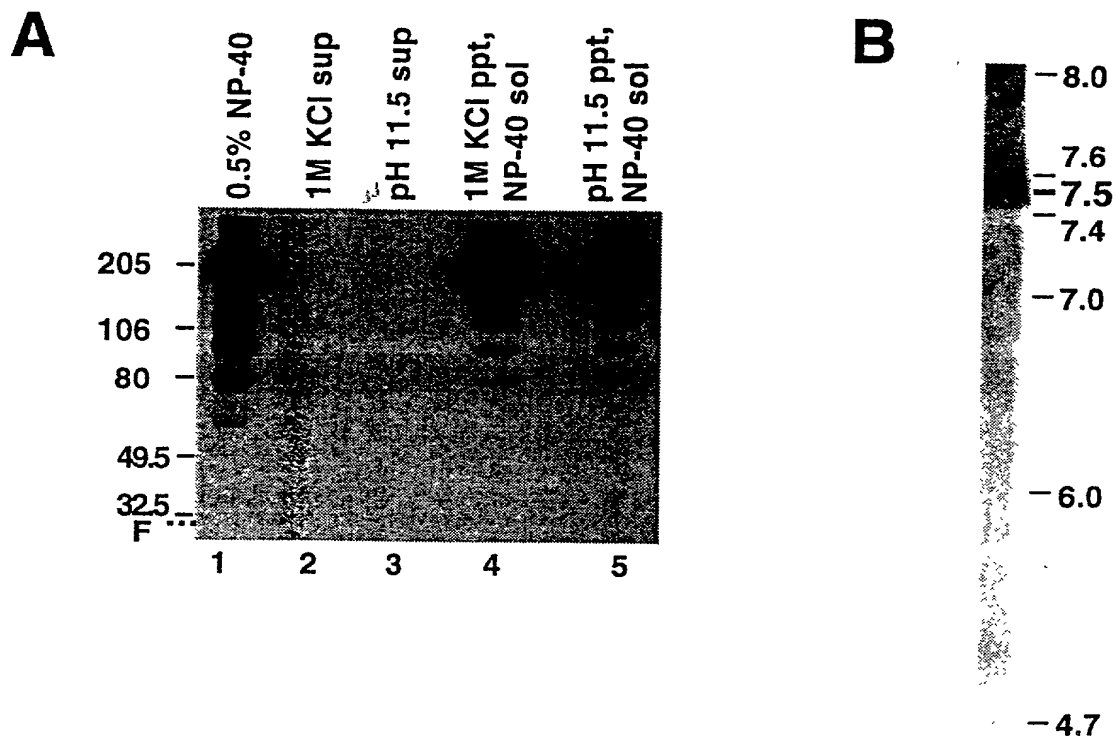 A
0.5% NP-40
1M KCl sup
pH 11.5 sup
1M KCl ppt,
NP-40 sol
pH 11.5 ppt,
NP-40 sol
205
106
80
49.5
32.5
F
1 2 3 4 5
B
8.0
7.6
7.5
7.4
7.0
6.0
4.7